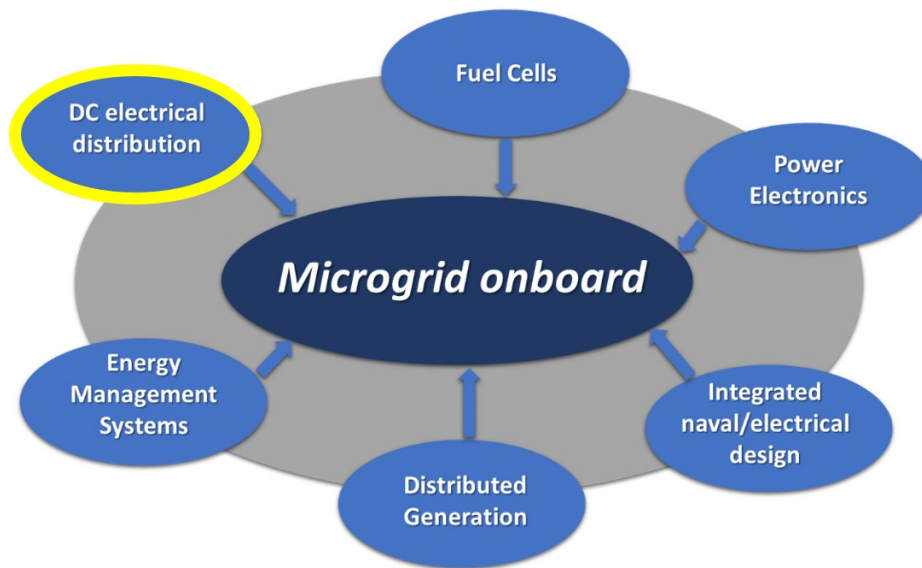 Fuel Cells
DC electrical
distribution
Power
Electronics
Microgrid onboard
Energy
Management
Systems
Integrated
naval/electrical
design
Distributed
Generation